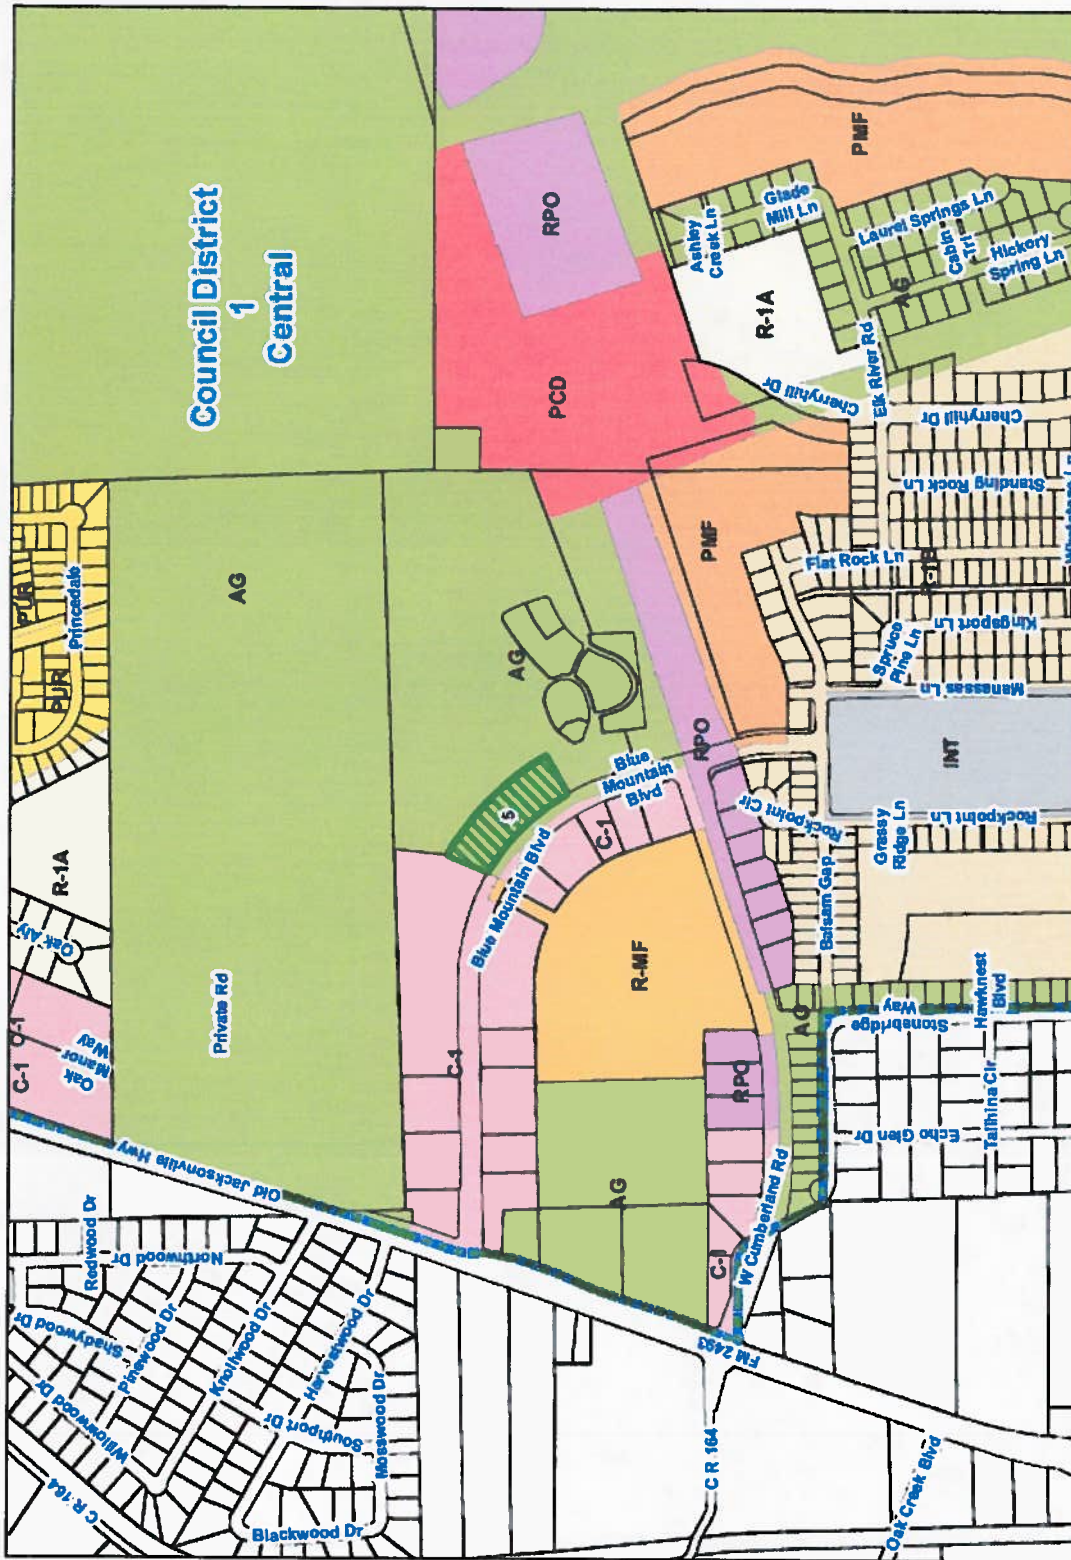 Council District
1
Central
PUR
Princedale
PUR
AG
R-1A
Oak Aly
C-1
C-1
Oak
Manor
Way
Private Rd
Old Jacksonville Hwy
Redwood Dr
Northwood Dr
Shadywood Dr
Pinewood Dr
Willowwood Dr
Knollwood Dr
Harvestwood Dr
Southport Dr
Mosswood Dr
Blackwood Dr
C R 164
RPO
PCD
PMF
Ashley
Creek Ln
Glade
Mill Ln
Laurel Springs Ln
Cabin
Trl
Hickory
Spring Ln
AG
R-1A
Elk River Rd
Cherryhill Dr
Cherryhill Dr
Standing Rock Ln
Flat Rock Ln
R-1B
Kingsport Ln
Spruce
Pine Ln
Manassas Ln
PMF
AG
5
Blue
Mountain
Blvd
RPO
Rockpoint Cir
INT
Rockpoint Ln
Grassy
Ridge Ln
Balsam Gap
C-1
Blue Mountain Blvd
R-MF
C-1
AG
RPO
AG
Stonebridge
Way
Hawknest
Blvd
Echo Glen Dr
Talihina Cir
W Cumberland Rd
C-1
FM 2493
C R 164
Oak Creek Blvd